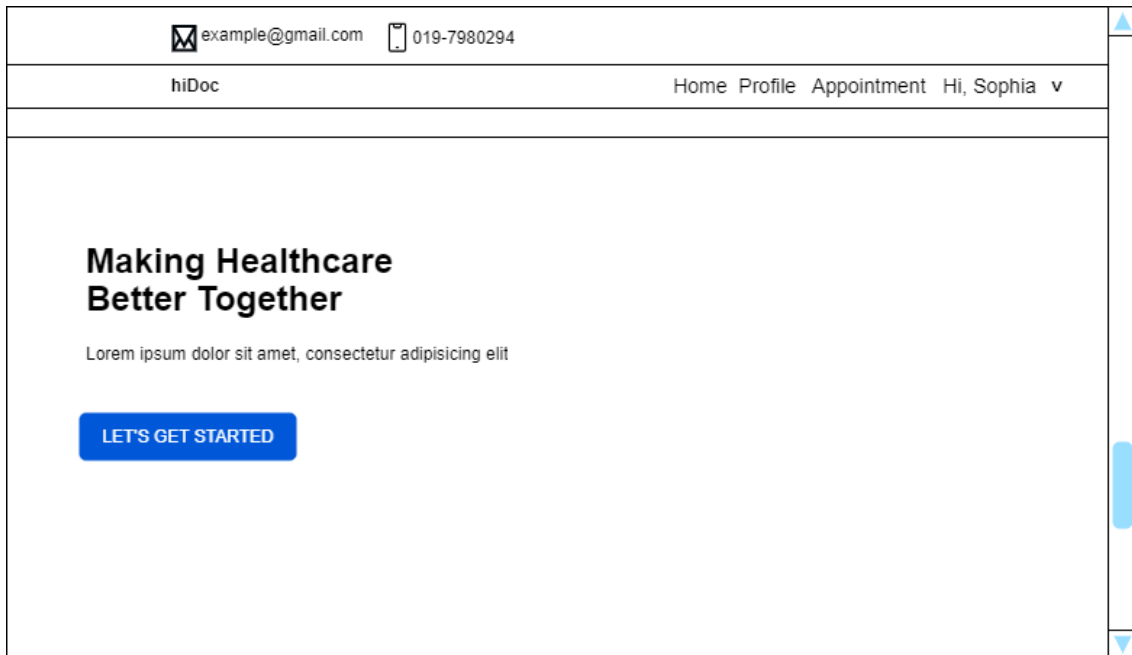 example@gmail.com 019-7980294
hiDoc Home Profile Appointment Hi, Sophia v
Making Healthcare
Better Together
Lorem ipsum dolor sit amet, consectetur adipisicing elit
LET'S GET STARTED